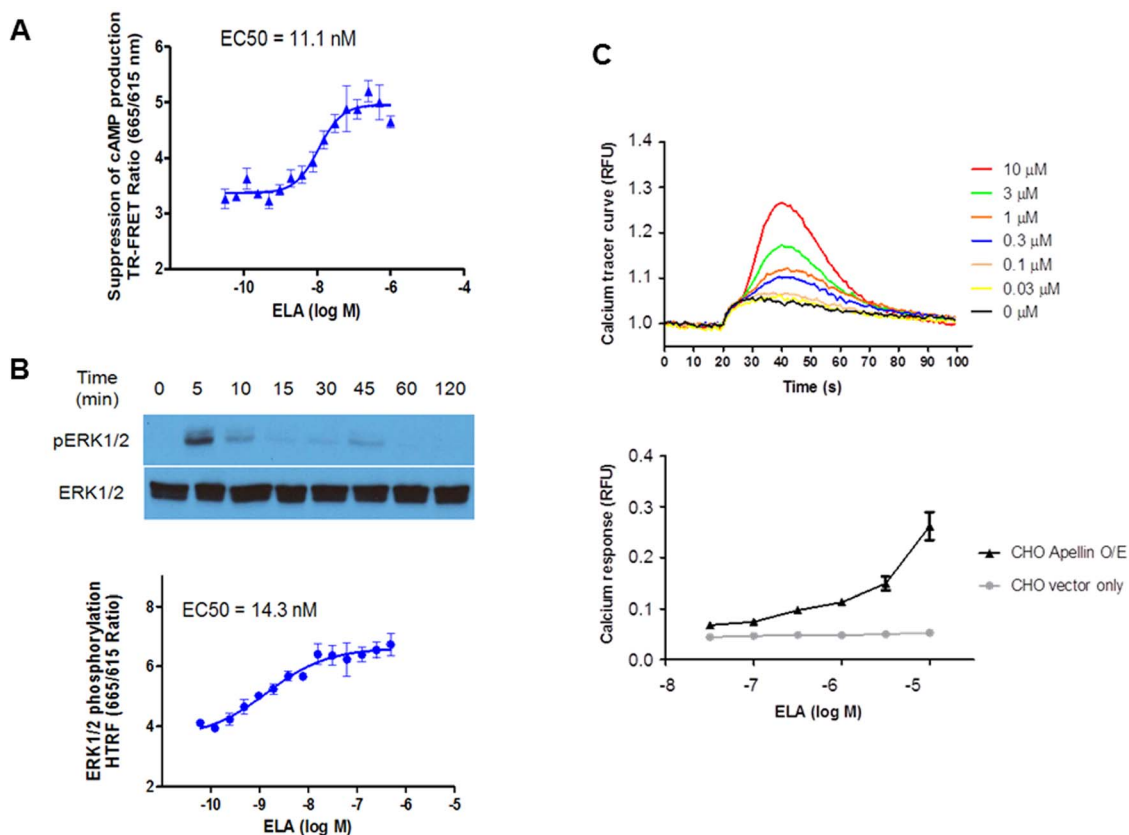 A
EC50 = 11.1 nM
Suppression of cAMP production
TR-FRET Ratio (665/615 nm)
6
5
4
3
2
-10
-8
-6
-4
ELA (log M)
B
Time
(min)
0 5 10 15 30 45 60 120
pERK1/2
ERK1/2
EC50 = 14.3 nM
ERK1/2 phosphorylation
HTRF (665/615 Ratio)
8
6
4
2
-10
-9
-8
-7
-6
-5
ELA (log M)
C
Calcium tracer curve (RFU)
1.4
1.3
1.2
1.1
1.0
0 10 20 30 40 50 60 70 80 90 100
Time (s)
10 µM
3 µM
1 µM
0.3 µM
0.1 µM
0.03 µM
0 µM
Calcium response (RFU)
0.4
0.3
0.2
0.1
0.0
-8
-7
-6
-5
ELA (log M)
CHO Apellin O/E
CHO vector only